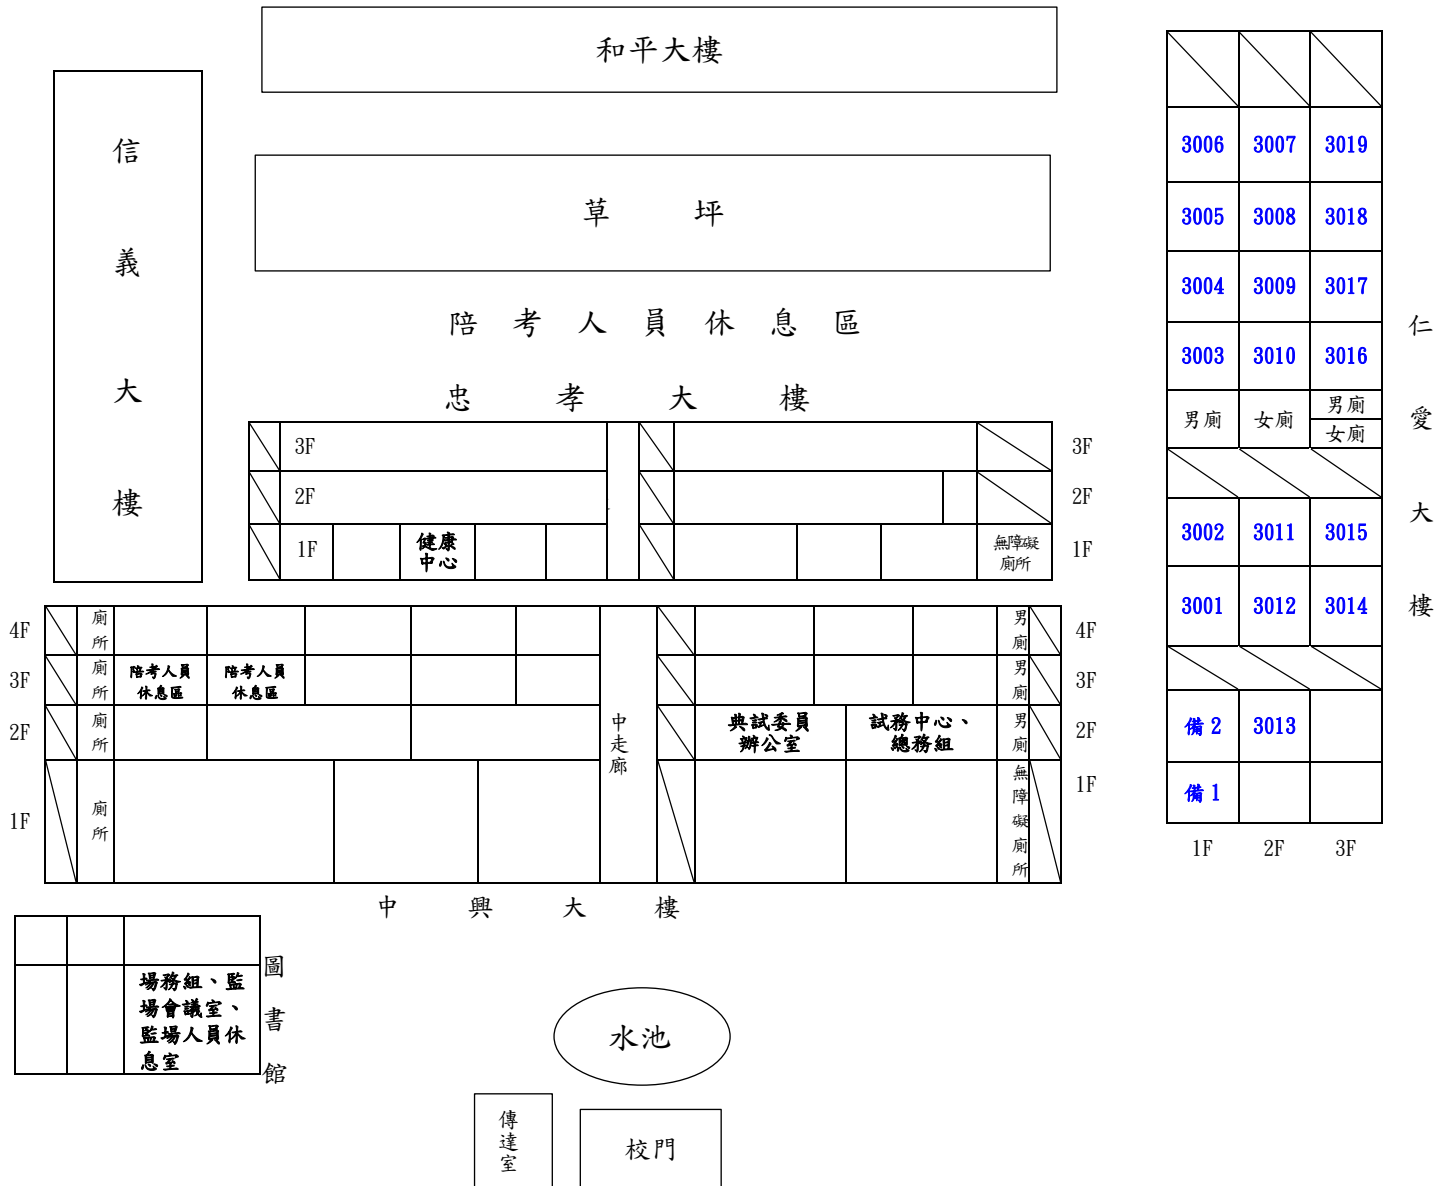 和平大樓
信義大樓
草 坪
陪考人員休息區
忠孝大樓
3F
3F
2F
2F
1F
健康
中心
無障礙
廁所
1F
4F
廁所
男廁
4F
3F
廁所
陪考人員
休息區
陪考人員
休息區
男廁
3F
2F
廁所
中走廊
典試委員
辦公室
試務中心、
總務組
男廁
2F
1F
廁所
無障礙廁所
1F
中興大樓
圖書館
場務組、監
場會議室、
監場人員休
息室
水池
傳達室
校門
3006 3007 3019
3005 3008 3018
3004 3009 3017
3003 3010 3016
男廁 女廁 男廁
女廁
3002 3011 3015
3001 3012 3014
備2 3013
備1
1F 2F 3F
仁愛大樓